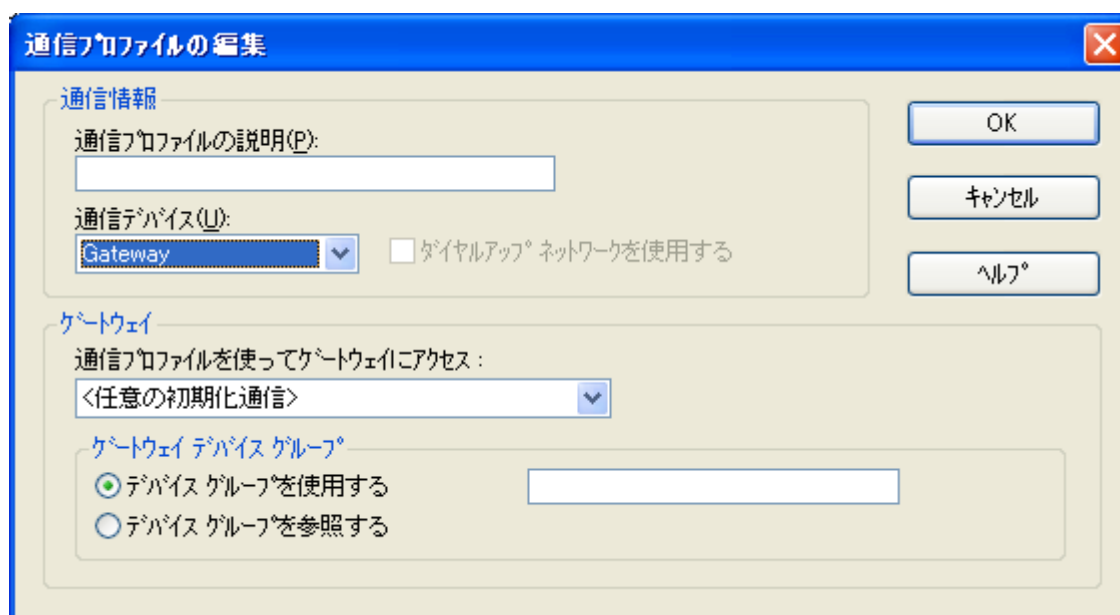 通信プロファイルの編集
通信情報
通信プロファイルの説明(P):
通信デバイス(U):
Gateway
ダイヤルアップ ネットワークを使用する
OK
キャンセル
ヘルプ
ゲートウェイ
通信プロファイルを使ってゲートウェイにアクセス :
<任意の初期化通信>
ゲートウェイ デバイス グループ
デバイス グループを使用する
デバイス グループを参照する